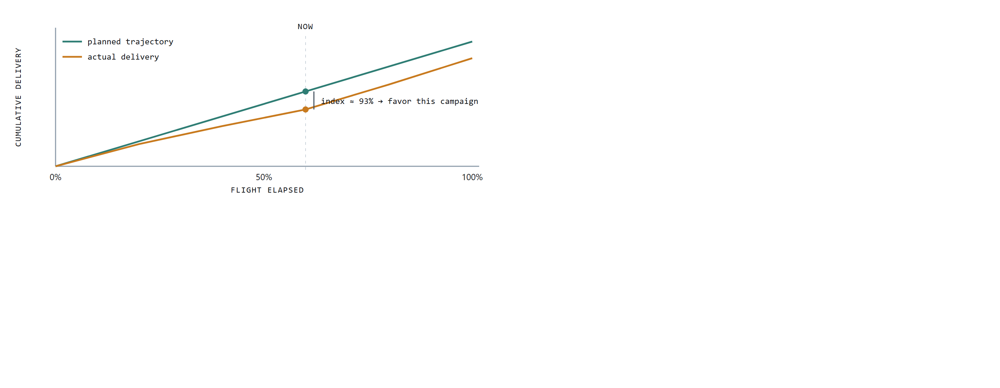 NOW
planned trajectory
actual delivery
CUMULATIVE DELIVERY
index ≈ 93% → favor this campaign
0% 50% 100%
FLIGHT ELAPSED